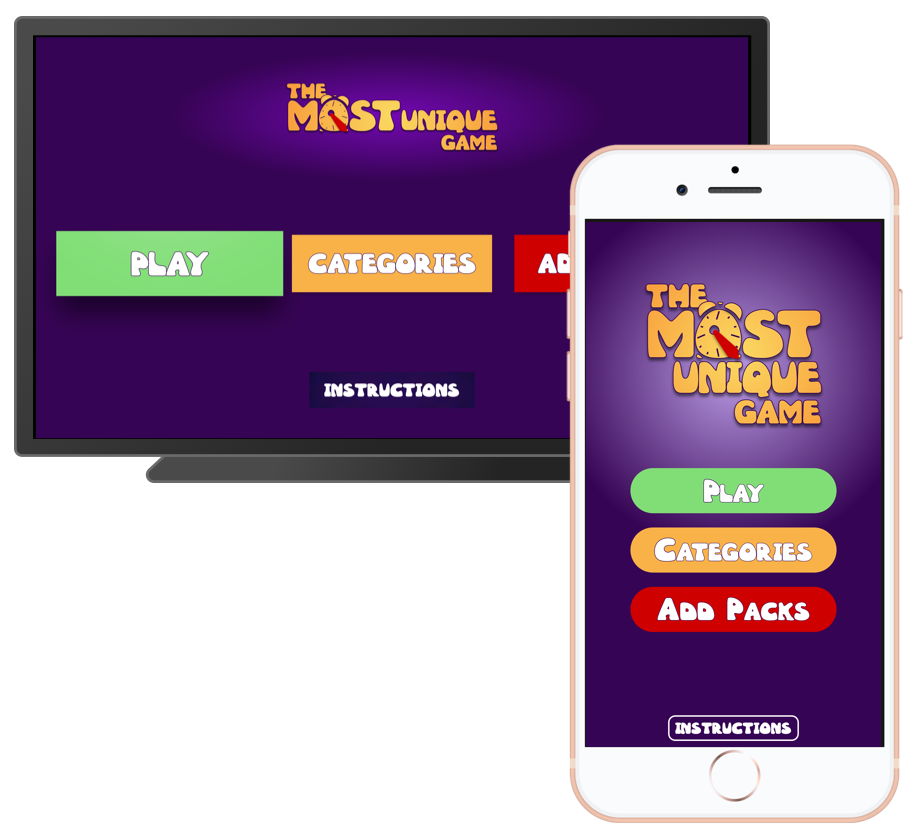 THE
MOST UNIQUE
GAME
PLAY
CATEGORIES
AD
INSTRUCTIONS
THE
MOST
UNIQUE
GAME
Play
Categories
Add Packs
INSTRUCTIONS